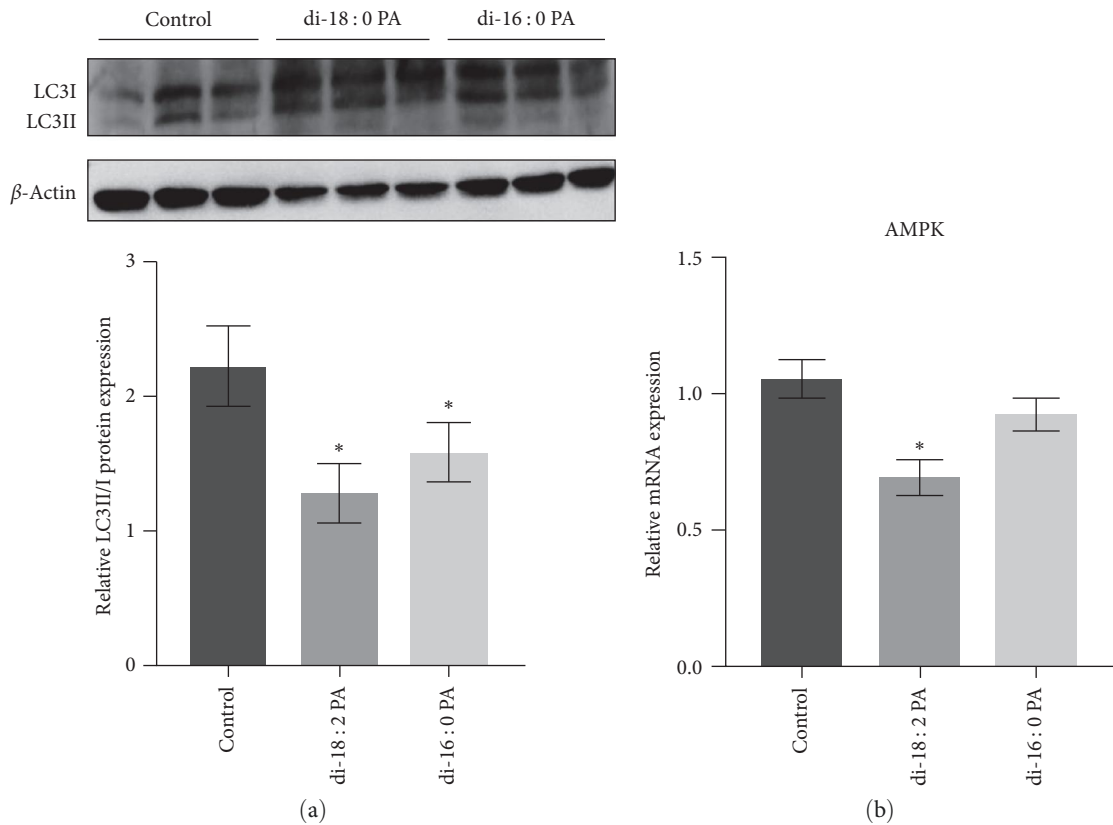 Control di-18 : 0 PA di-16 : 0 PA
LC3I
LC3II
β-Actin
3
2
1
0
Relative LC3II/I protein expression
*
*
Control
di-18 : 2 PA
di-16 : 0 PA
(a)
AMPK
1.5
1.0
0.5
0.0
Relative mRNA expression
*
Control
di-18 : 2 PA
di-16 : 0 PA
(b)